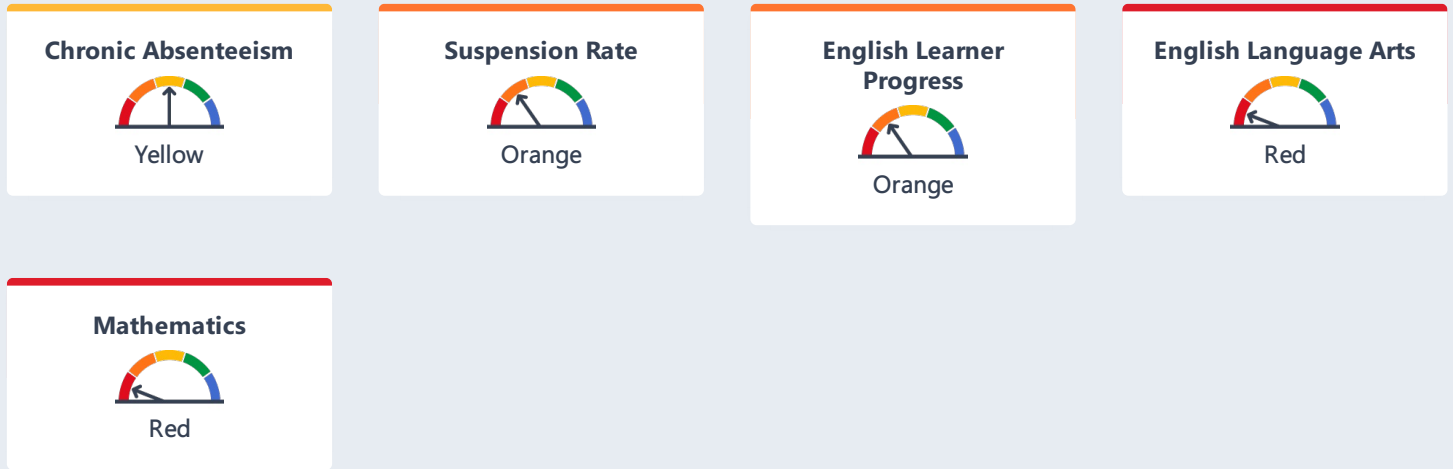 Chronic Absenteeism
Yellow
Suspension Rate
Orange
English Learner
Progress
Orange
English Language Arts
Red
Mathematics
Red